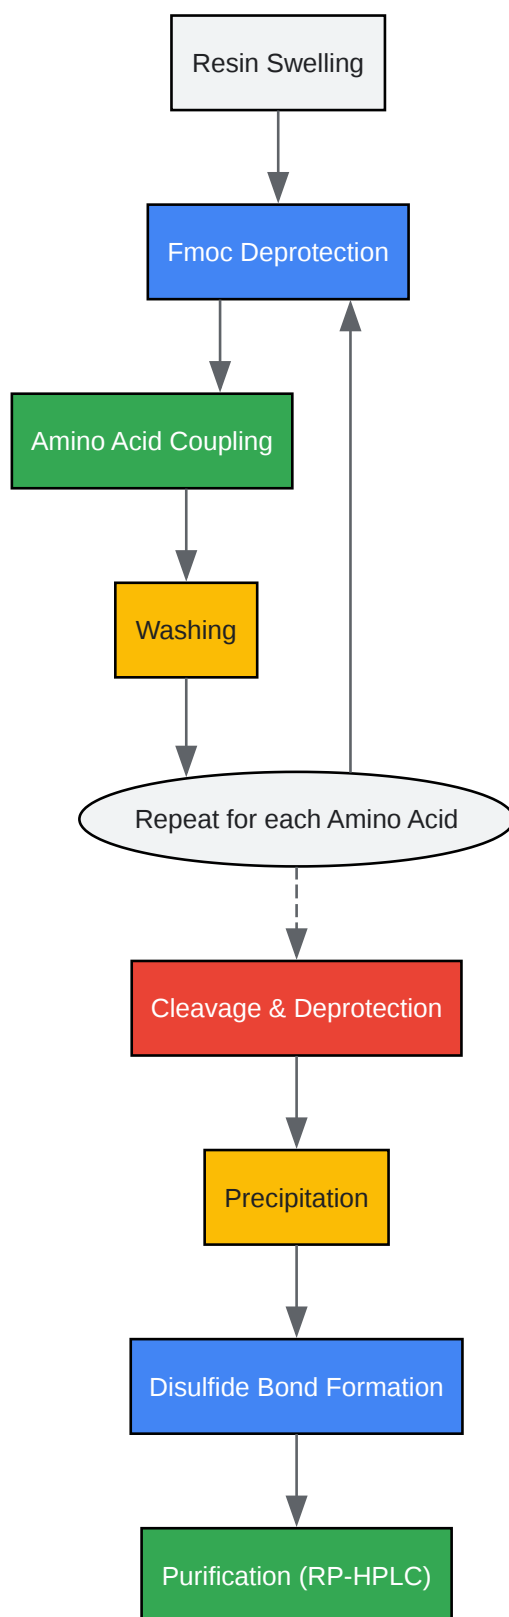 Resin Swelling
Fmoc Deprotection
Amino Acid Coupling
Washing
Repeat for each Amino Acid
Cleavage & Deprotection
Precipitation
Disulfide Bond Formation
Purification (RP-HPLC)